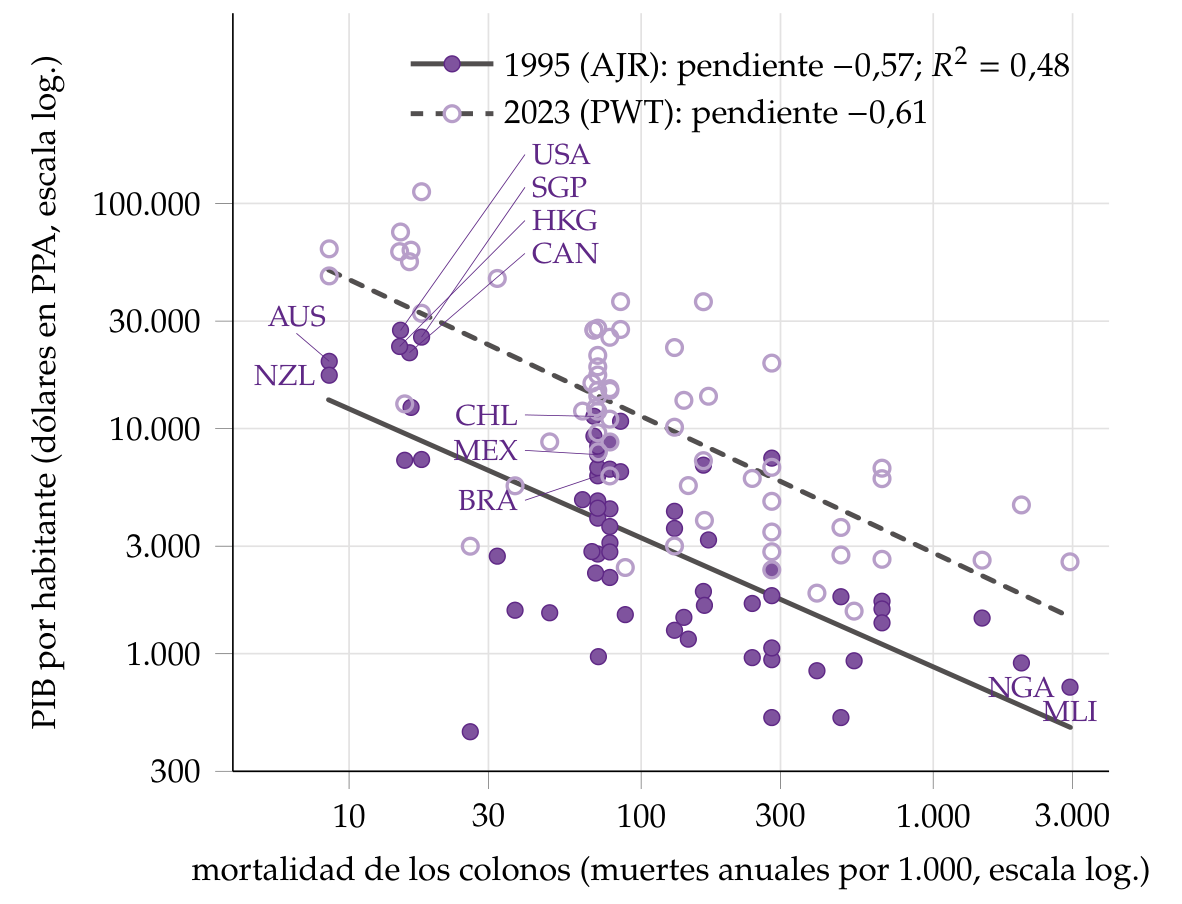 1995 (AJR): pendiente −0,57; R² = 0,48
2023 (PWT): pendiente −0,61
USA
SGP
HKG
CAN
AUS
NZL
CHL
MEX
BRA
NGA
MLI
PIB por habitante (dólares en PPA, escala log.)
100.000
30.000
10.000
3.000
1.000
300
10
30
100
300
1.000
3.000
mortalidad de los colonos (muertes anuales por 1.000, escala log.)